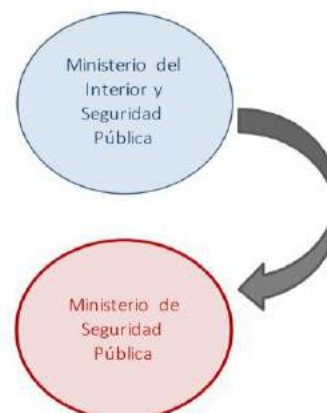 Ministerio del
Interior y
Seguridad
Pública
Ministerio de
Seguridad
Pública